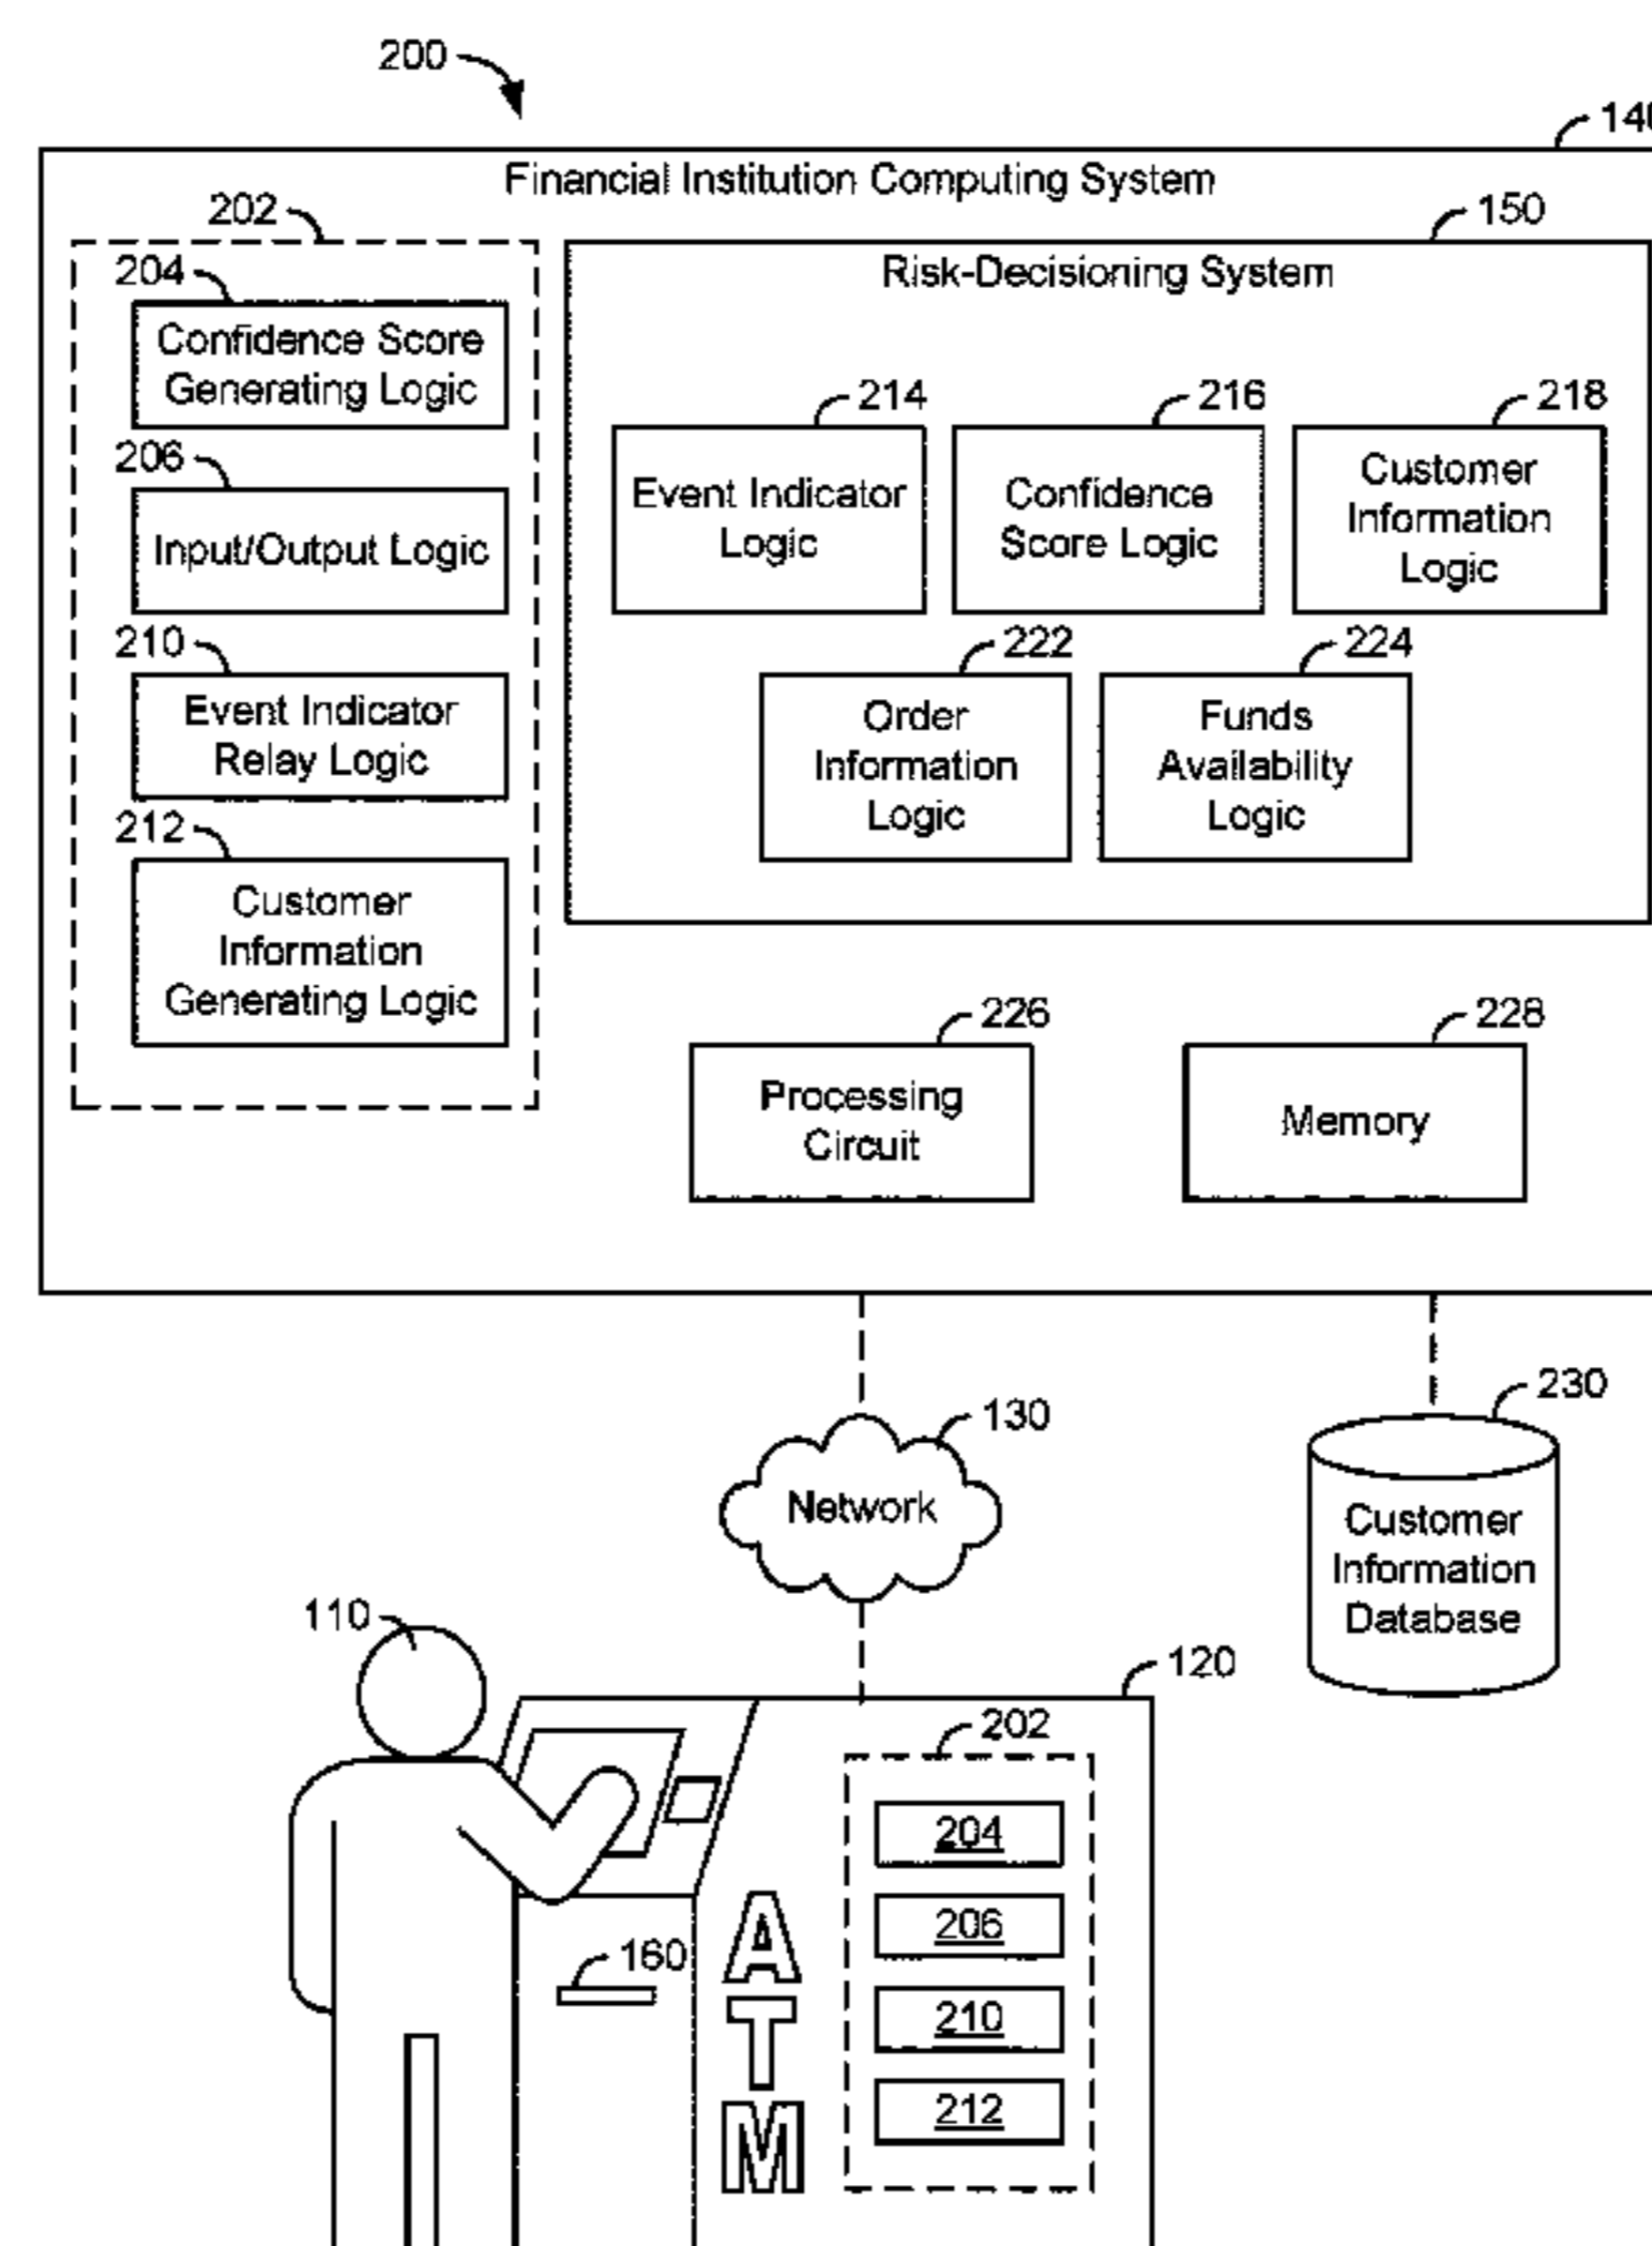 200
Financial Institution Computing System
202
150
204
Risk-Decisioning System
Confidence Score
Generating Logic
214
216
218
206
Event Indicator
Logic
Confidence
Score Logic
Customer
Information
Logic
Input/Output Logic
210
222
224
Event Indicator
Relay Logic
Order
Information
Logic
Funds
Availability
Logic
212
Customer
Information
Generating Logic
226
228
Processing
Circuit
Memory
130
230
Network
Customer
Information
Database
110
120
202
204
206
160
210
212
ATM